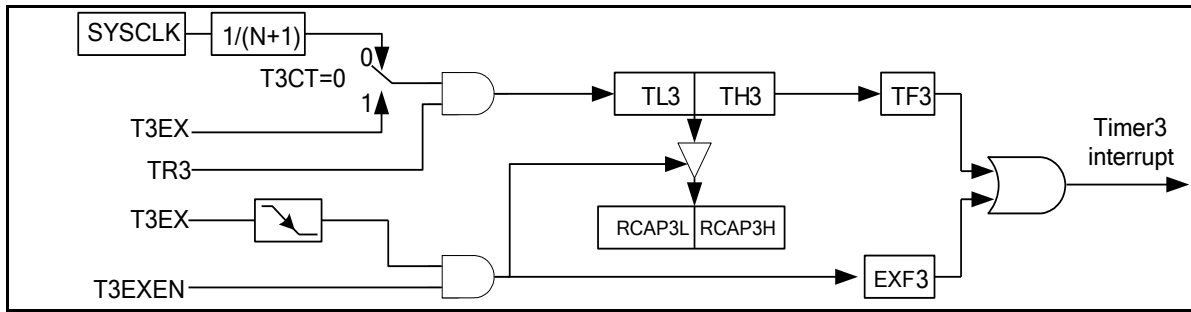 SYSCLK
1/(N+1)
0
T3CT=0
1
T3EX
TR3
TL3
TH3
TF3
Timer3
interrupt
T3EX
RCAP3L
RCAP3H
T3EXEN
EXF3